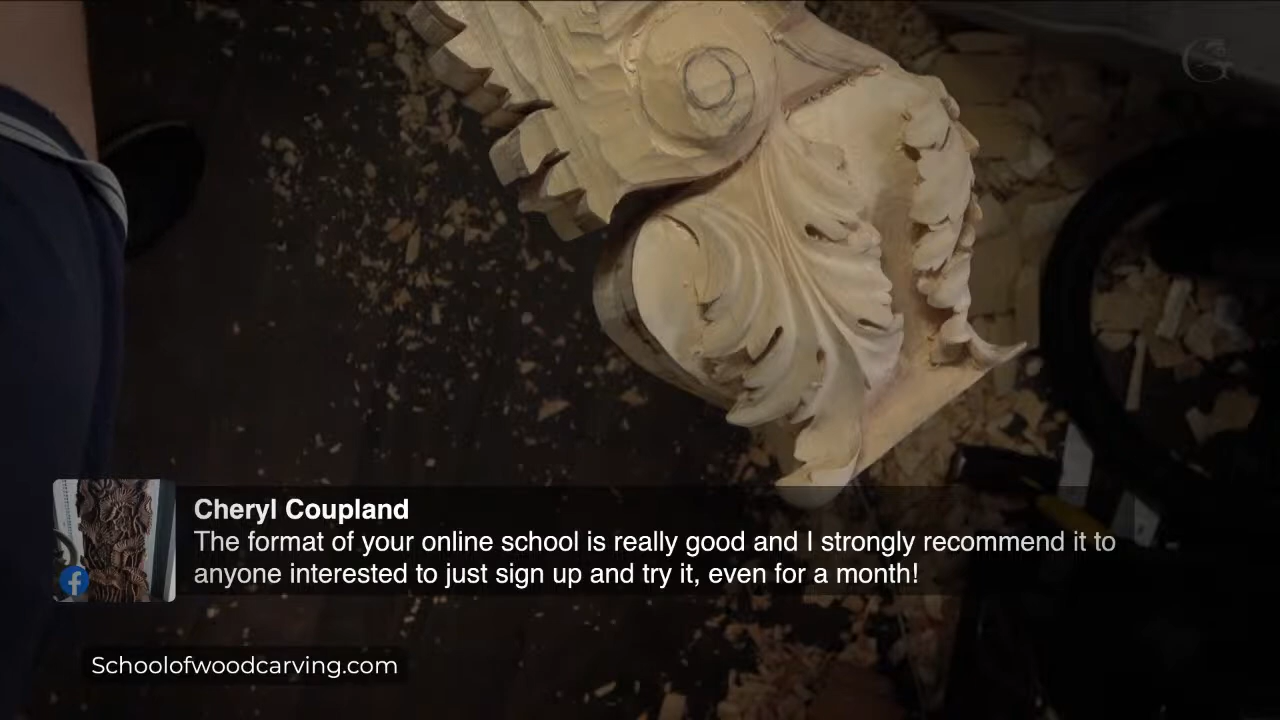 Cheryl Coupland
The format of your online school is really good and I strongly recommend it to
anyone interested to just sign up and try it, even for a month!
Schoolofwoodcarving.com